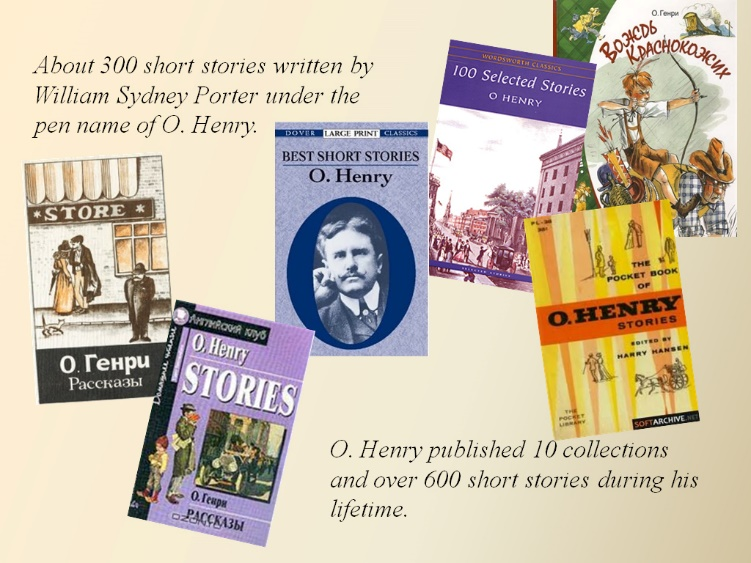 About 300 short stories written by
William Sydney Porter under the
pen name of O. Henry.
О. Генри
Вождь
Краснокожих
WORDSWORTH CLASSICS
100 Selected Stories
O HENRY
DOVER LARGE PRINT CLASSICS
BEST SHORT STORIES
O. Henry
*STORE*
О. Генри
Рассказы
Английский клуб
O. Henry
STORIES
О. Генри
РАССКАЗЫ
THE
POCKET BOOK
OF
O.HENRY
STORIES
EDITED BY
HARRY HANSEN
THE
POCKET
LIBRARY
SOFTARCHIVE.NET
O. Henry published 10 collections
and over 600 short stories during his
lifetime.